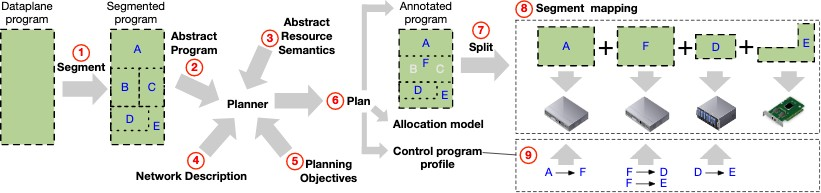 Dataplane
program
1
Segment
Segmented
program
A
B C
D
E
Abstract
Program
2
3
Abstract
Resource
Semantics
Planner
4
Network Description
5
Planning
Objectives
6
Plan
Annotated
program
A
F
B C
D
E
Allocation model
Control program
profile
7
Split
8
Segment mapping
A + F + D + E
9
A → F
F → D
F → E
D → E